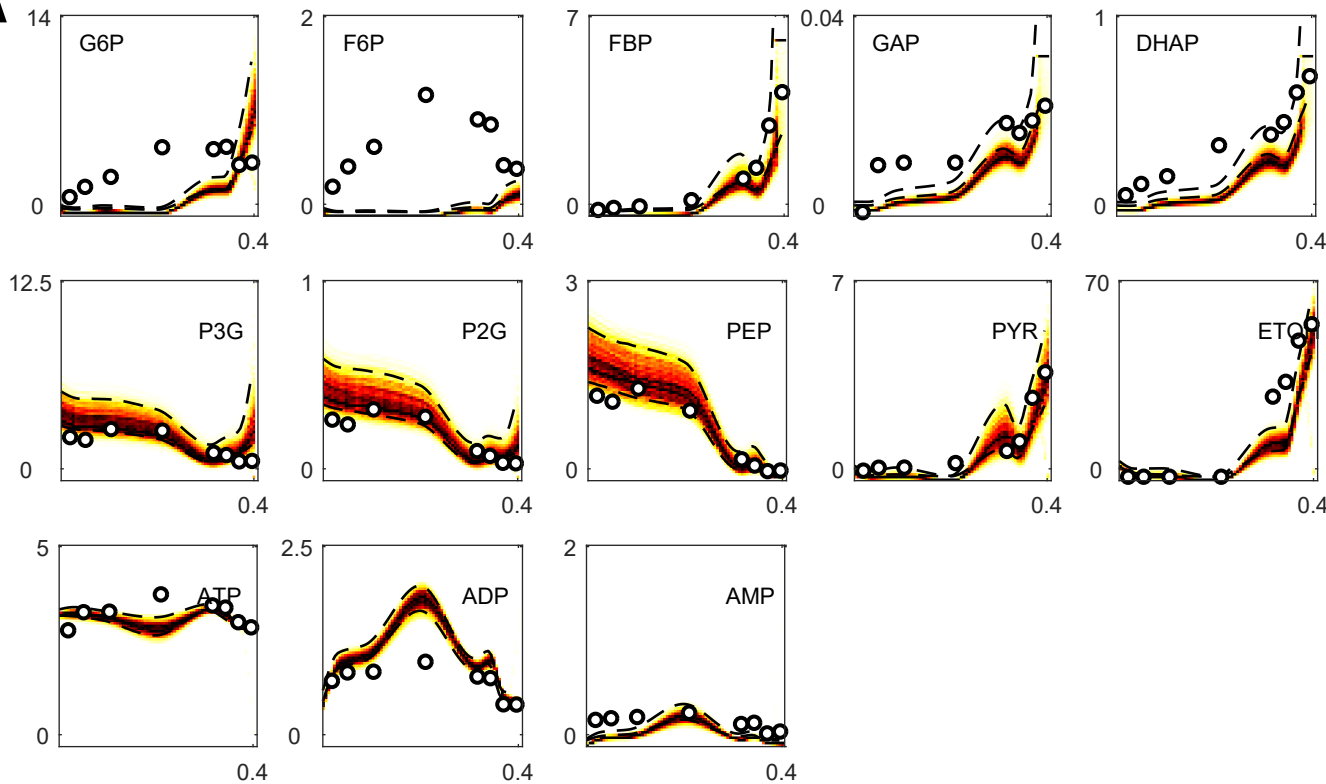 A
14 G6P 0 0.4
2 F6P 0 0.4
7 FBP 0 0.4
0.04 GAP 0 0.4
1 DHAP 0 0.4
12.5 P3G 0 0.4
1 P2G 0 0.4
3 PEP 0 0.4
7 PYR 0 0.4
70 ETO 0 0.4
5 ATP 0 0.4
2.5 ADP 0 0.4
2 AMP 0 0.4